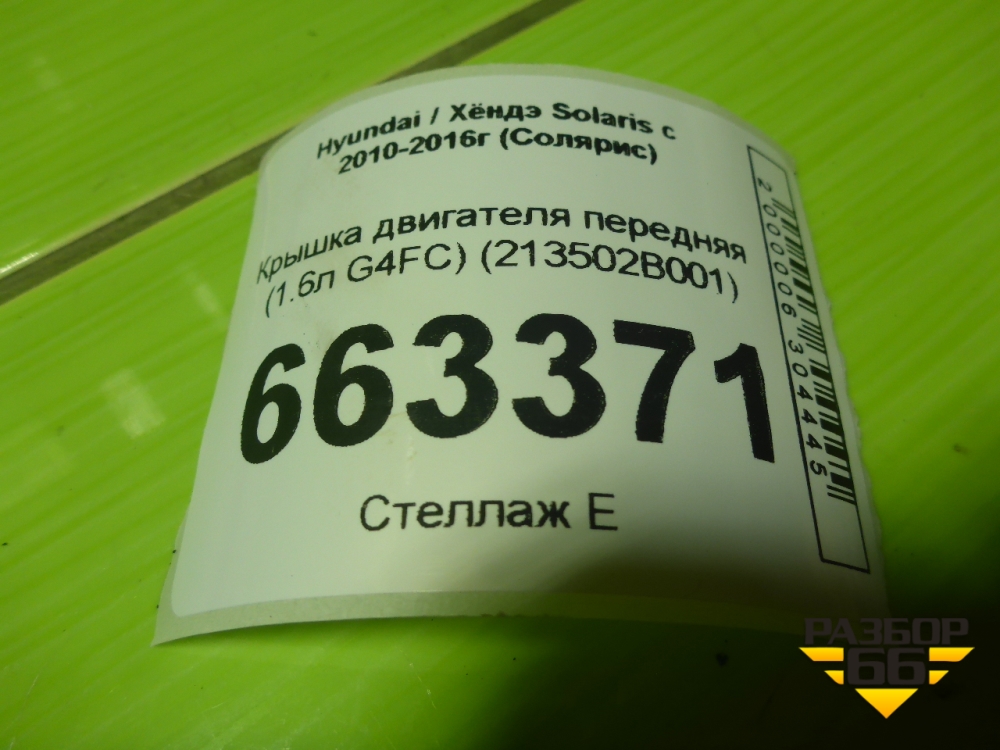 Hyundai / Хёндэ Solaris с
2010-2016г (Солярис)
Крышка двигателя передняя
(1.6л G4FC) (213502B001)
663371
Стеллаж Е
2000006304445
РАЗБОР
66